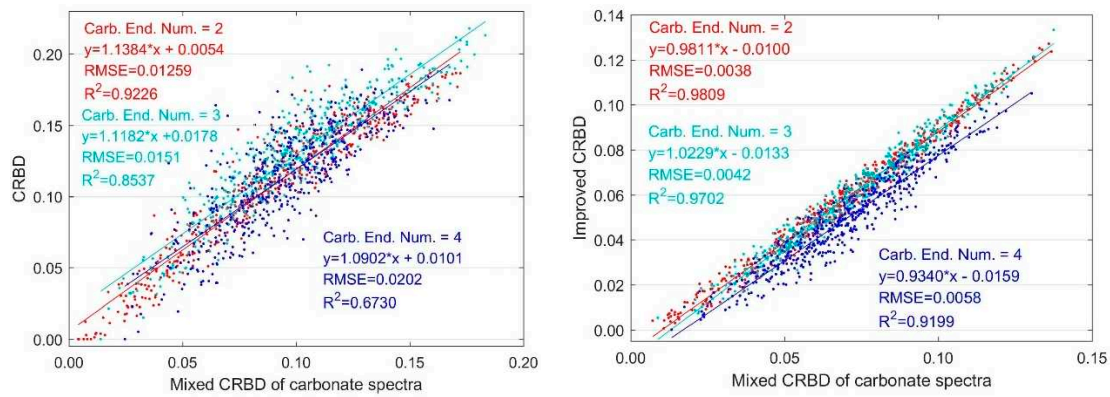 Carb. End. Num. = 2
y=1.1384*x + 0.0054
RMSE=0.01259
R²=0.9226
Carb. End. Num. = 3
y=1.1182*x +0.0178
RMSE=0.0151
R²=0.8537
Carb. End. Num. = 4
y=1.0902*x + 0.0101
RMSE=0.0202
R²=0.6730
0.20
0.15
0.10
0.05
0.00
CRBD
0.00 0.05 0.10 0.15 0.20
Mixed CRBD of carbonate spectra
Carb. End. Num. = 2
y=0.9811*x - 0.0100
RMSE=0.0038
R²=0.9809
Carb. End. Num. = 3
y=1.0229*x - 0.0133
RMSE=0.0042
R²=0.9702
Carb. End. Num. = 4
y=0.9340*x - 0.0159
RMSE=0.0058
R²=0.9199
0.14
0.12
0.10
0.08
0.06
0.04
0.02
0.00
Improved CRBD
0.00 0.05 0.10 0.15
Mixed CRBD of carbonate spectra